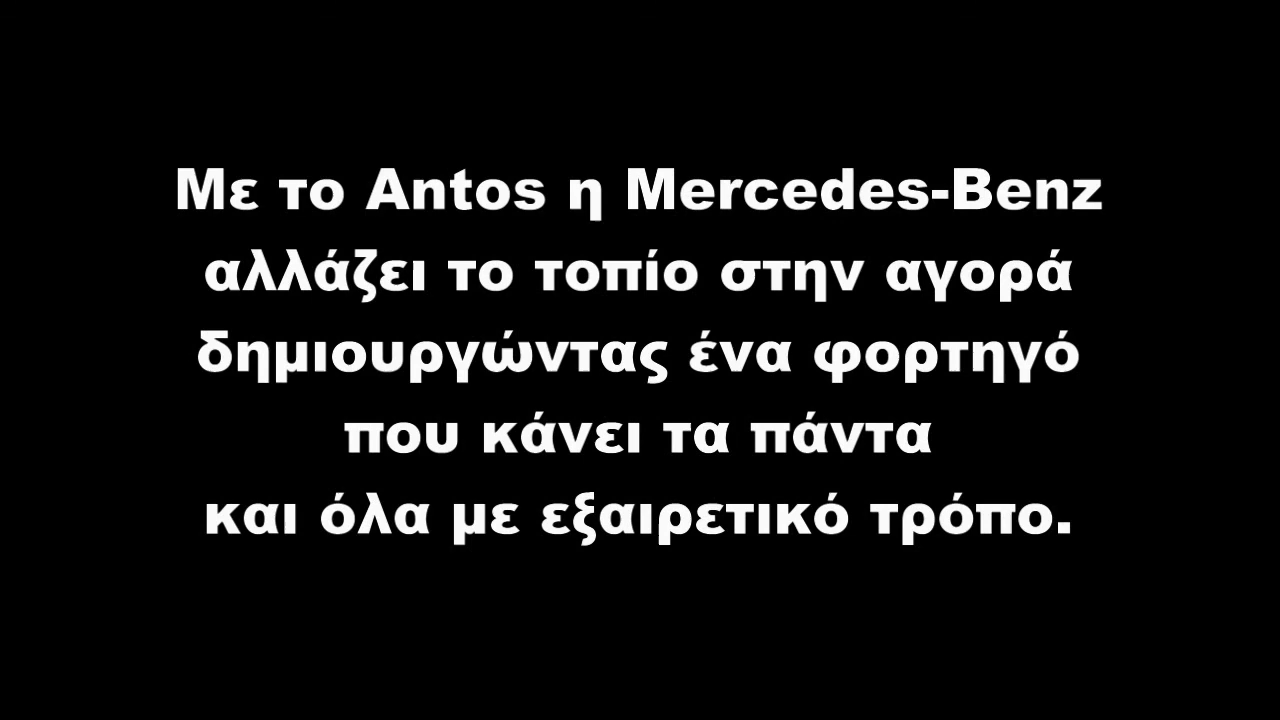 Με το Antos η Mercedes-Benz
αλλάζει το τοπίο στην αγορά
δημιουργώντας ένα φορτηγό
που κάνει τα πάντα
και όλα με εξαιρετικό τρόπο.